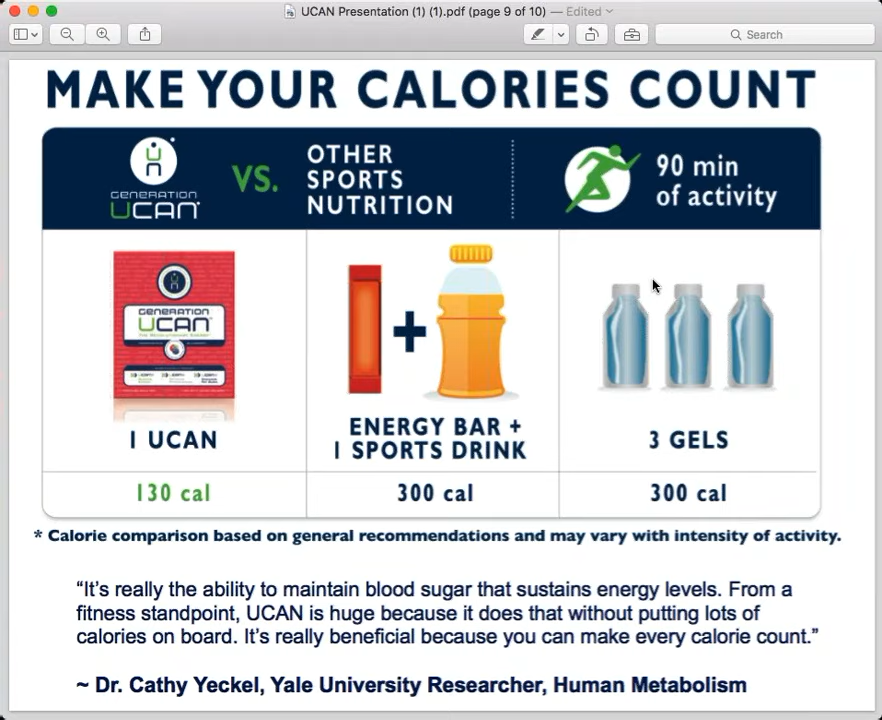 UCAN Presentation (1) (1).pdf (page 9 of 10) — Edited
Search
MAKE YOUR CALORIES COUNT
GENERATION
UCAN
VS.
OTHER
SPORTS
NUTRITION
90 min
of activity
GENERATION
UCAN
1 UCAN
ENERGY BAR +
1 SPORTS DRINK
3 GELS
130 cal
300 cal
300 cal
* Calorie comparison based on general recommendations and may vary with intensity of activity.
“It’s really the ability to maintain blood sugar that sustains energy levels. From a
fitness standpoint, UCAN is huge because it does that without putting lots of
calories on board. It’s really beneficial because you can make every calorie count.”
~ Dr. Cathy Yeckel, Yale University Researcher, Human Metabolism